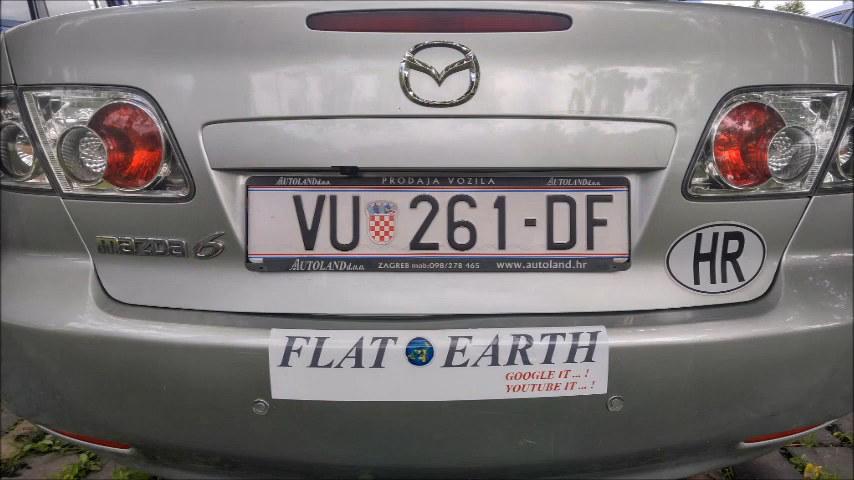 AUTOLAND d.o.o. PRODAJA VOZILA AUTOLAND d.o.o.
VU 261-DF
AUTOLAND d.o.o. ZAGREB mob:098/278 465 www.autoland.hr
mazda 6
HR
FLAT EARTH
GOOGLE IT ... !
YOUTUBE IT ... !